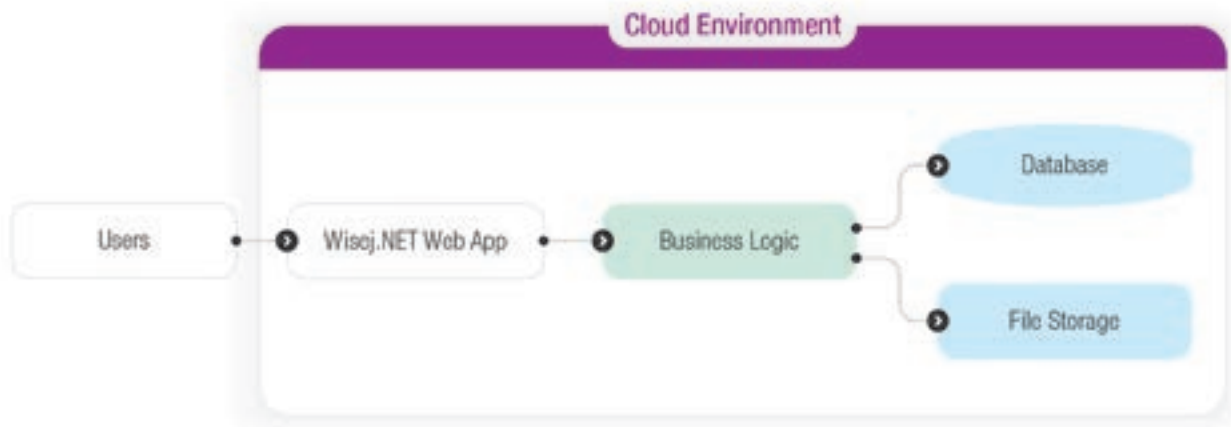 Cloud Environment
Database
Users
Wisej.NET Web App
Business Logic
File Storage